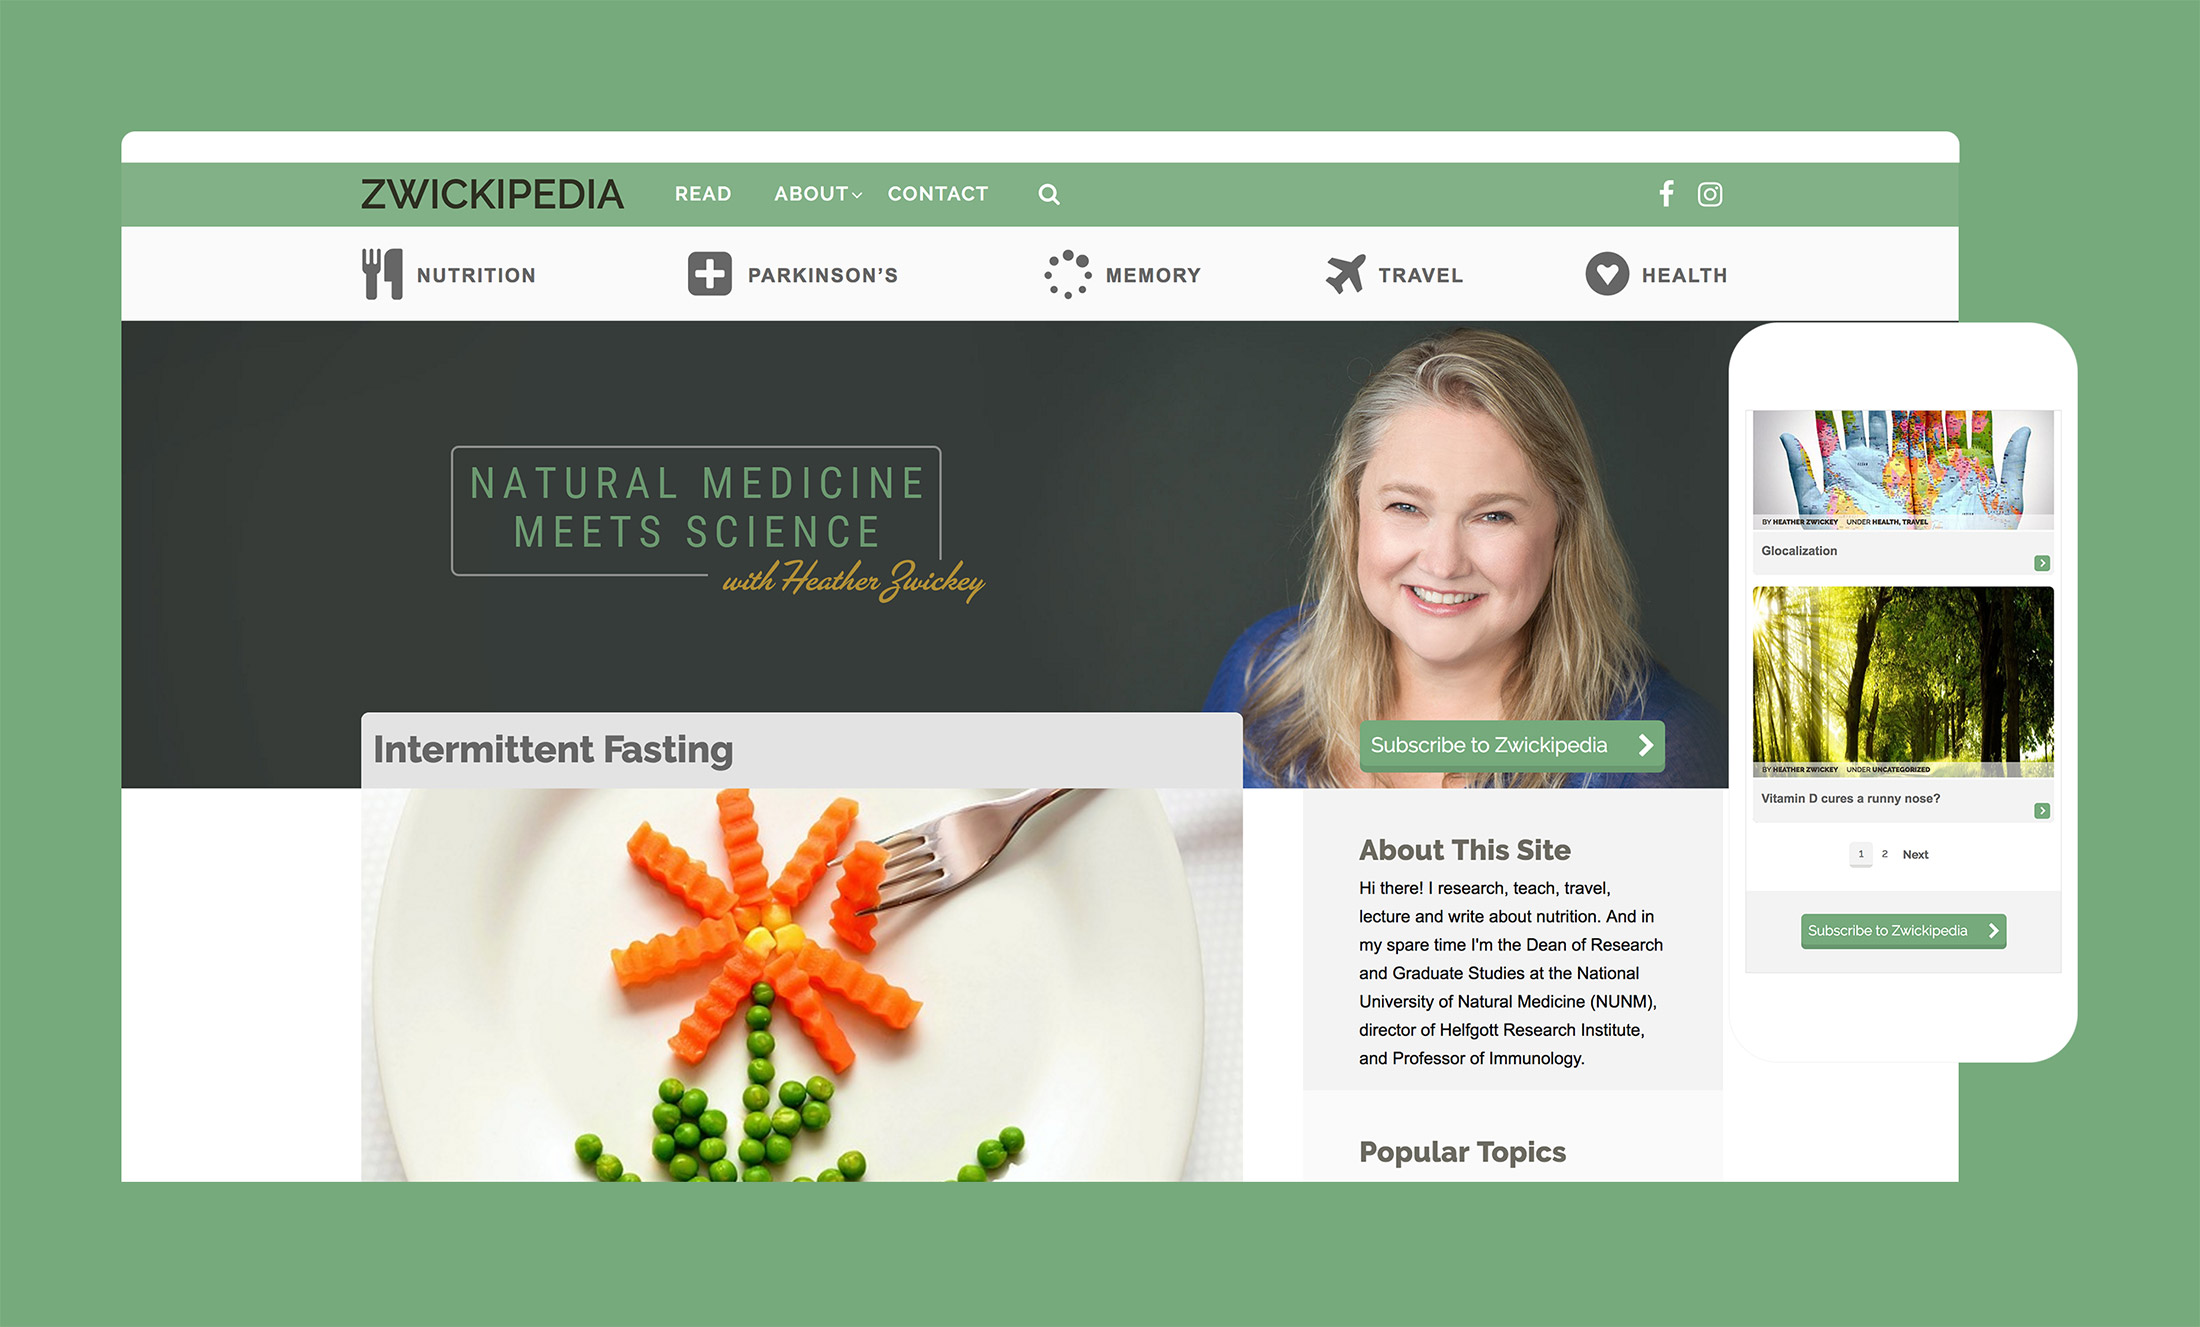 ZWICKIPEDIA
READ ABOUT CONTACT
NUTRITION
PARKINSON'S
MEMORY
TRAVEL
HEALTH
NATURAL MEDICINE
MEETS SCIENCE
with Heather Zwickey
Intermittent Fasting
Subscribe to Zwickipedia
About This Site
Hi there! I research, teach, travel,
lecture and write about nutrition. And in
my spare time I'm the Dean of Research
and Graduate Studies at the National
University of Natural Medicine (NUNM),
director of Helfgott Research Institute,
and Professor of Immunology.
Popular Topics
BY HEATHER ZWICKEY UNDER HEALTH, TRAVEL
Glocalization
BY HEATHER ZWICKEY UNDER UNCATEGORIZED
Vitamin D cures a runny nose?
1 2 Next
Subscribe to Zwickipedia